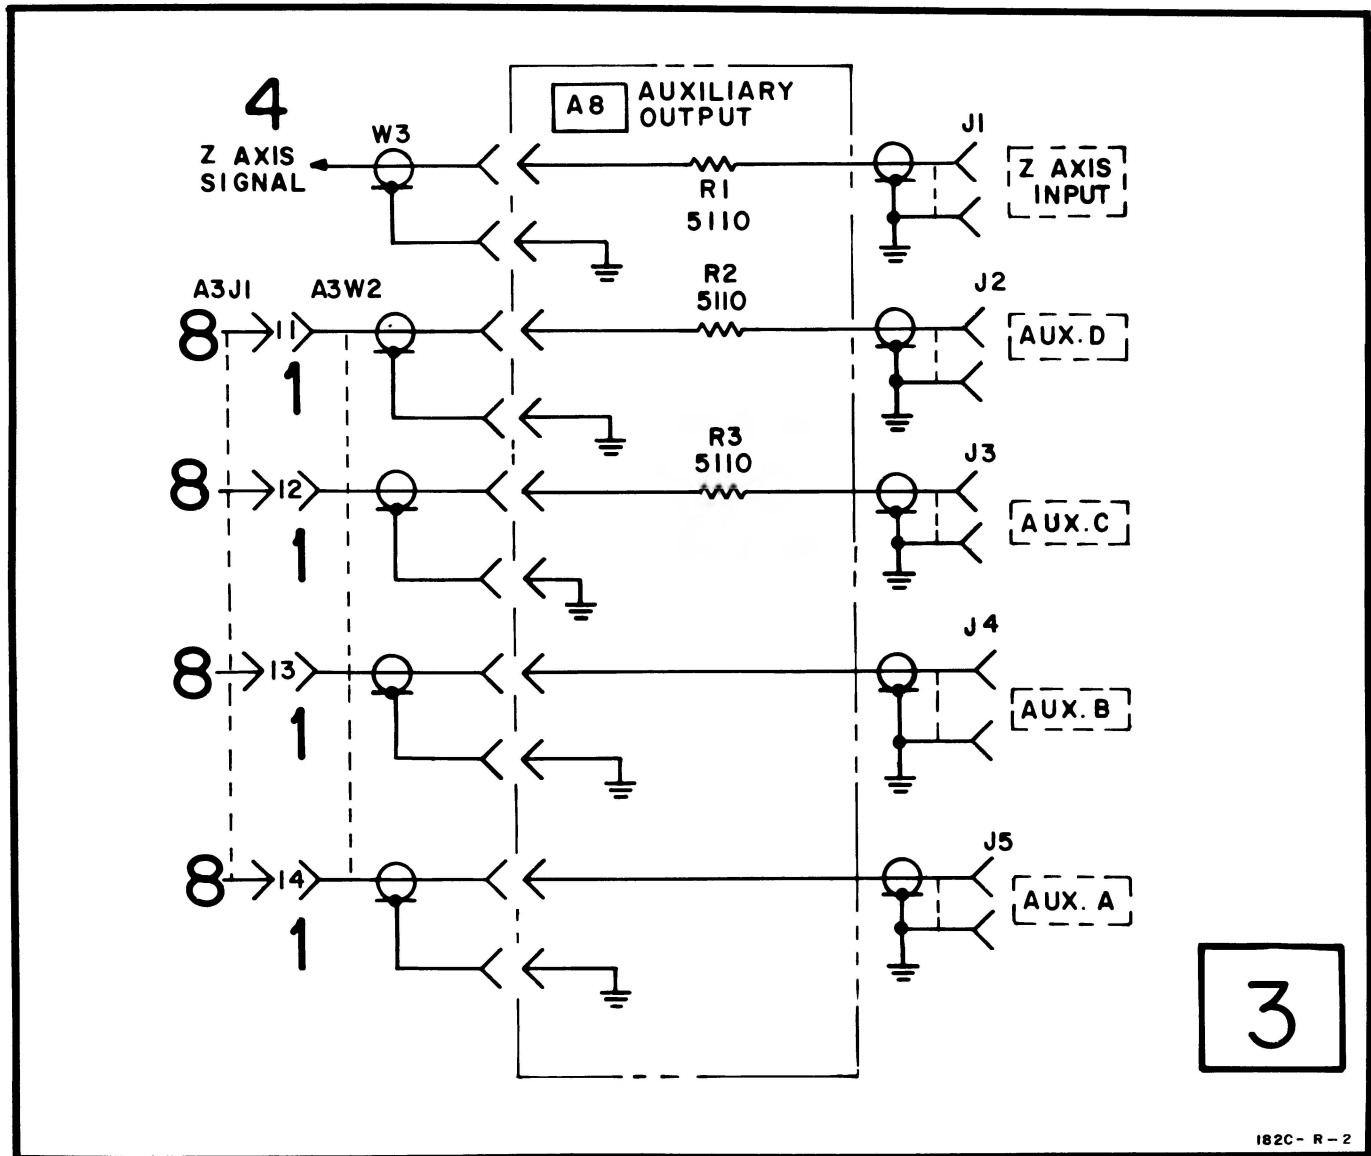 4
Z AXIS
SIGNAL
W3
A8
AUXILIARY
OUTPUT
R1
5110
J1
Z AXIS
INPUT
A3J1
A3W2
8
11
1
R2
5110
J2
AUX. D
8
12
1
R3
5110
J3
AUX. C
8
13
1
J4
AUX. B
8
14
1
J5
AUX. A
3
182C- R - 2